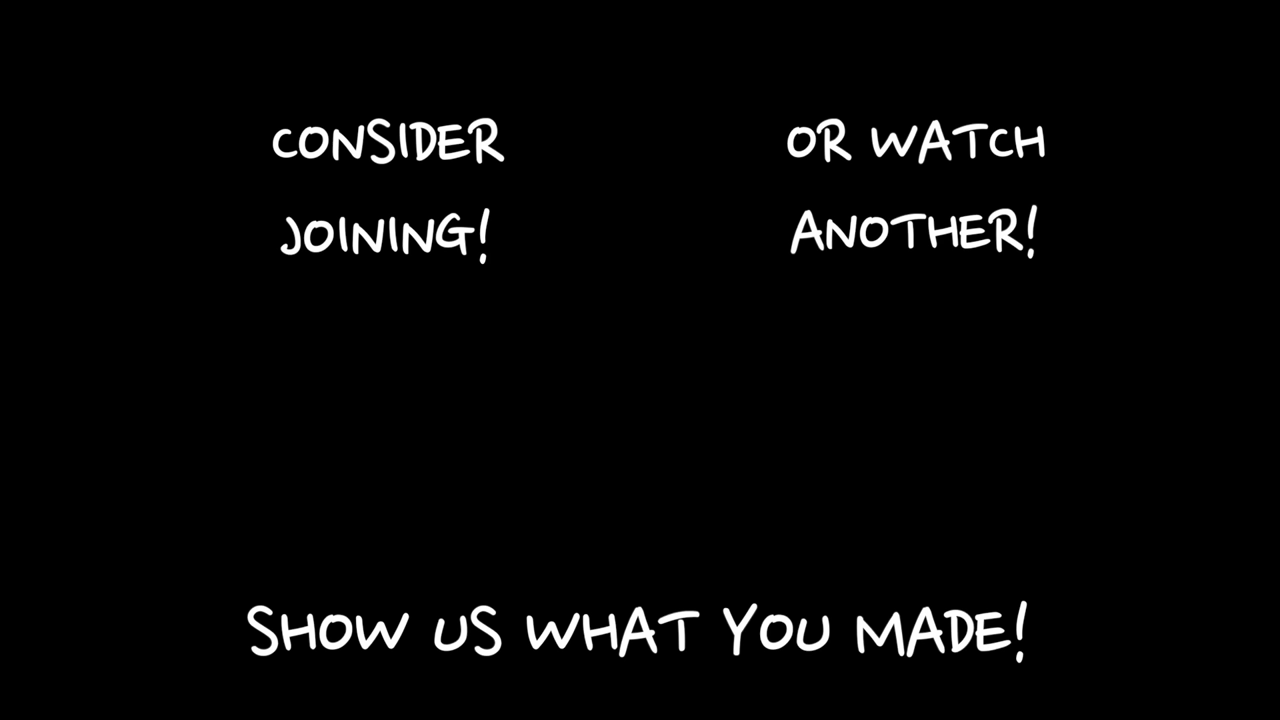 CONSIDER
JOINING!
OR WATCH
ANOTHER!
SHOW US WHAT YOU MADE!